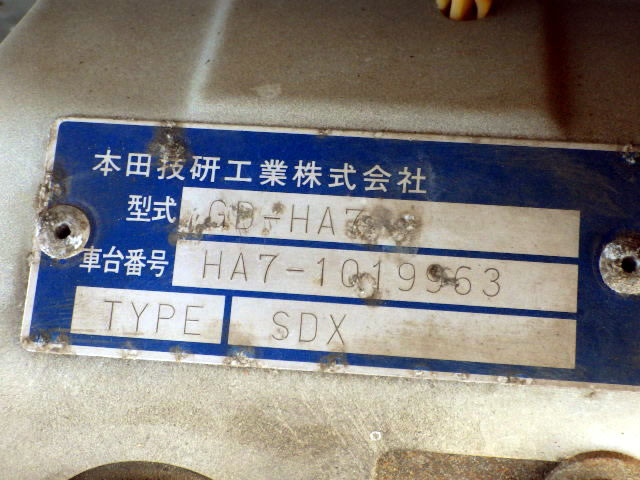 本田技研工業株式会社
型式 GD-HA7
車台番号 HA7-1019963
TYPE SDX